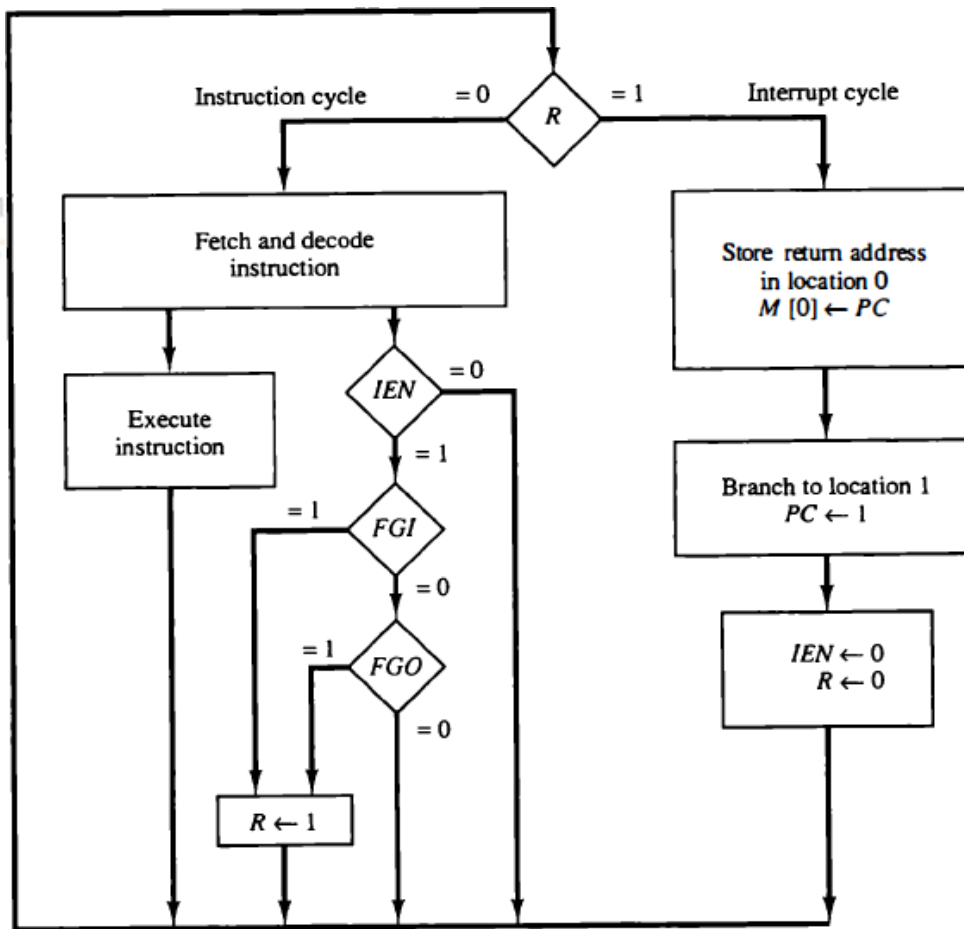 Instruction cycle
= 0
R
= 1
Interrupt cycle
Fetch and decode
instruction
Store return address
in location 0
M [0] ← PC
IEN
= 0
Execute
instruction
= 1
Branch to location 1
PC ← 1
= 1
FGI
= 0
IEN ← 0
R ← 0
= 1
FGO
= 0
R ← 1